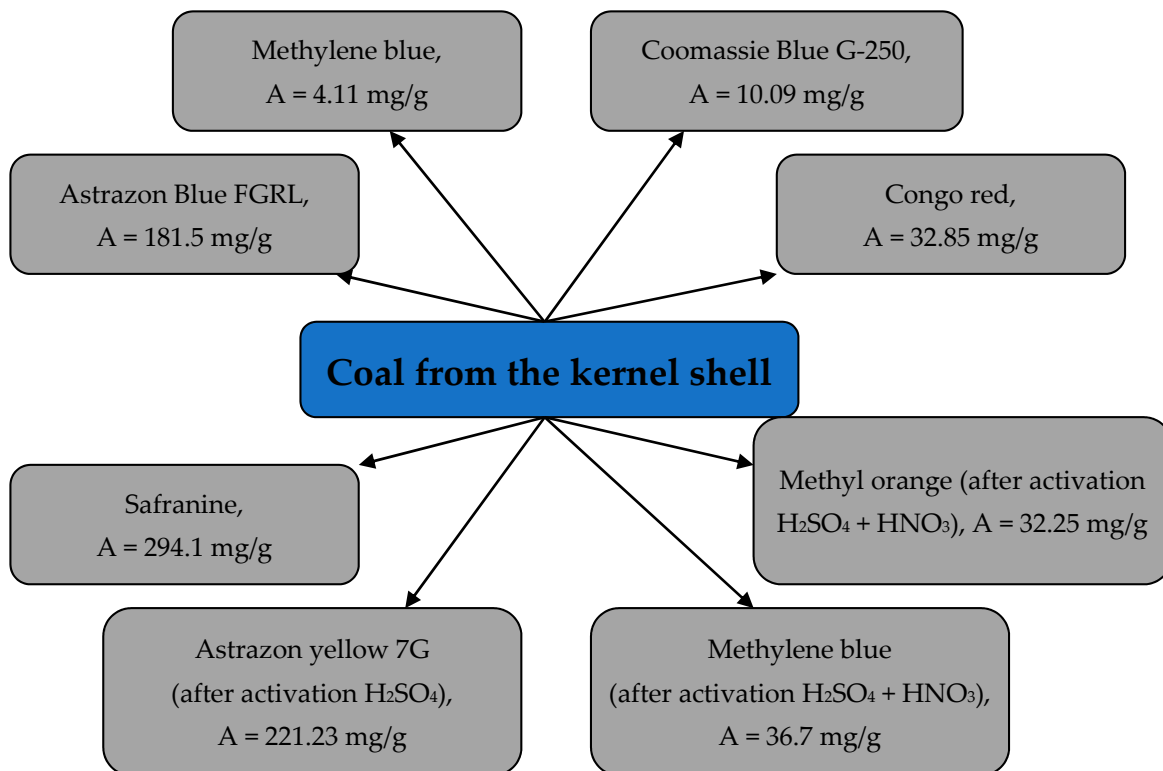 Methylene blue,
A = 4.11 mg/g
Coomassie Blue G-250,
A = 10.09 mg/g
Astrazon Blue FGRL,
A = 181.5 mg/g
Congo red,
A = 32.85 mg/g
Coal from the kernel shell
Safranine,
A = 294.1 mg/g
Methyl orange (after activation
H₂SO₄ + HNO₃), A = 32.25 mg/g
Astrazon yellow 7G
(after activation H₂SO₄),
A = 221.23 mg/g
Methylene blue
(after activation H₂SO₄ + HNO₃),
A = 36.7 mg/g